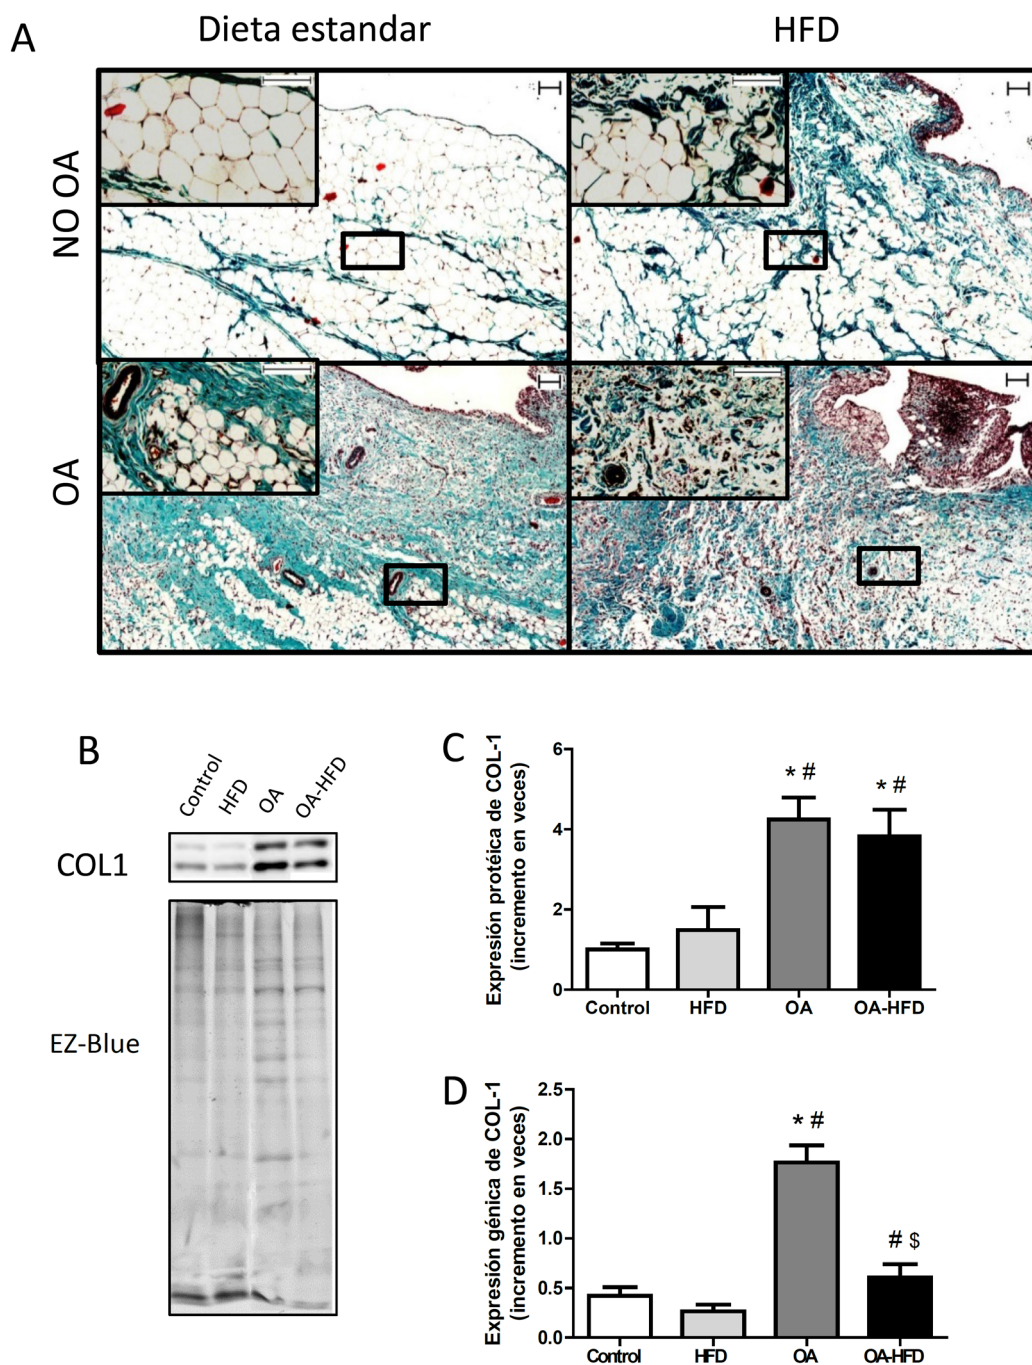 A
Dieta estandar
HFD
NO OA
OA
B
Control
HFD
OA
OA-HFD
COL1
EZ-Blue
C
Expresión protéica de COL-1
(incremento en veces)
6
4
2
0
* #
* #
Control
HFD
OA
OA-HFD
D
Expresión génica de COL-1
(incremento en veces)
2.5
2.0
1.5
1.0
0.5
0.0
* #
# $
Control
HFD
OA
OA-HFD